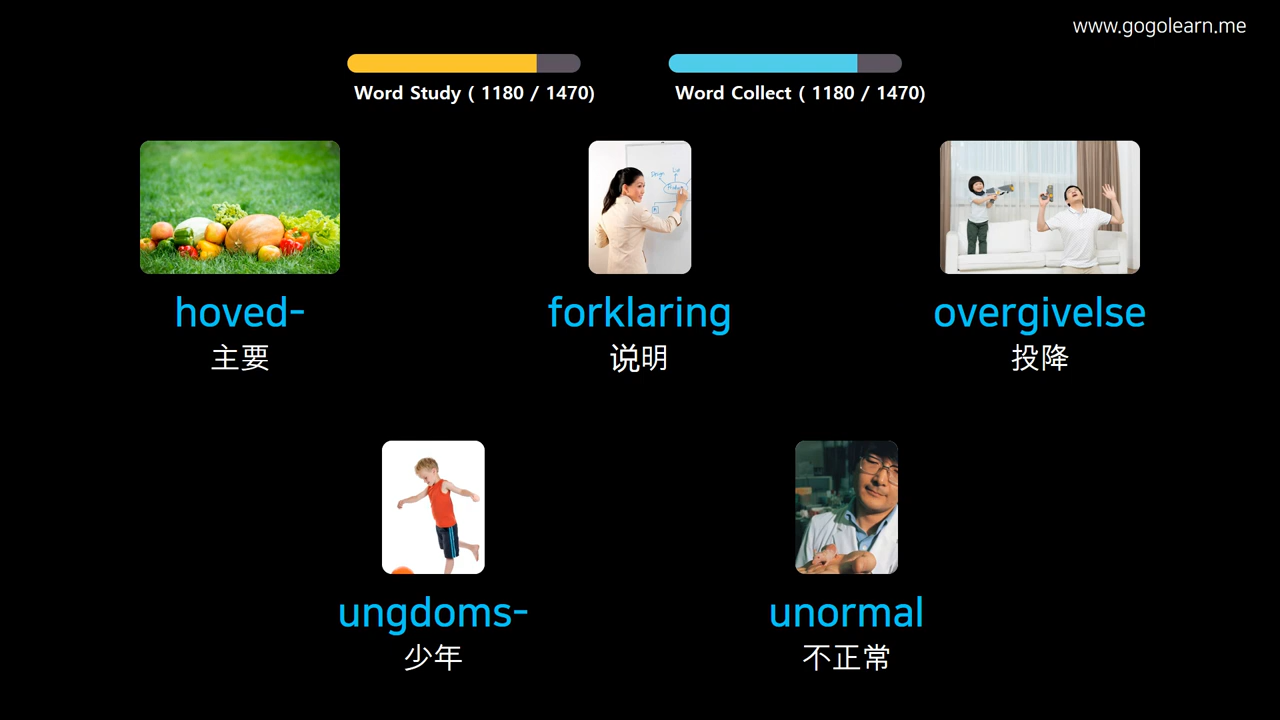 www.gogolearn.me
Word Study ( 1180 / 1470)
Word Collect ( 1180 / 1470)
hoved-
主要
forklaring
说明
overgivelse
投降
ungdoms-
少年
unormal
不正常